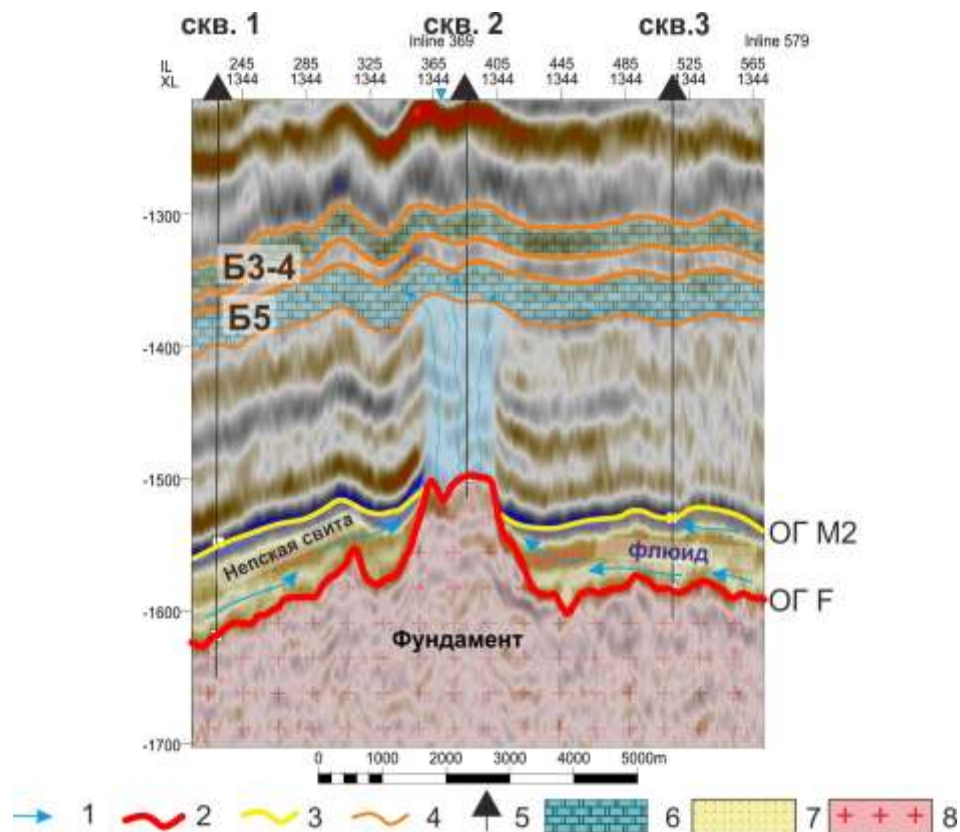 скв. 1 скв. 2 скв.3
Inline 369 Inline 579
IL 245 285 325 365 405 445 485 525 565
XL 1344 1344 1344 1344 1344 1344 1344 1344 1344
-1300
Б3-4
Б5
-1400
-1500
Непская свита
флюид
ОГ М2
ОГ F
-1600
Фундамент
-1700
0 1000 2000 3000 4000 5000m
1 2 3 4 5 6 7 8